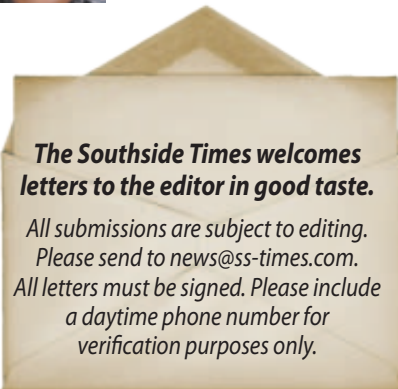 The Southside Times welcomes
letters to the editor in good taste.
All submissions are subject to editing.
Please send to news@ss-times.com.
All letters must be signed. Please include
a daytime phone number for
verification purposes only.